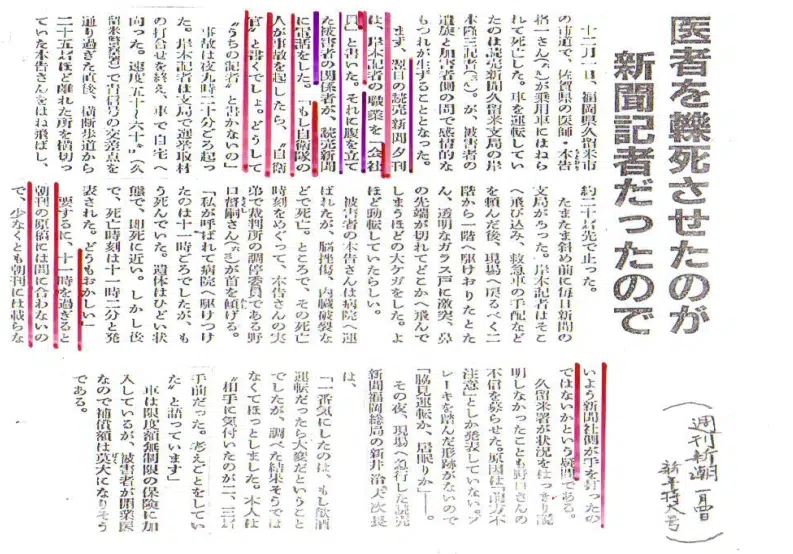 医者を轢死させたのが
新聞記者だったので
十二月一日、福岡県久留米市
の市道で、佐賀県の医師・本告
格一さんが乗用車にはねら
れて死亡した。車を運転してい
たのは読売新聞久留米支局の岸
木隆三記者が、被害者の
遺族と加害者側の間で感情的な
もつれが生ずることとなった。
まず、翌日の読売新聞夕刊
は、岸木記者の職業を「会社
員」と書いた。それに腹を立て
た被害者の関係者が、読売新聞
に電話をした。「もし自衛隊の
人が事故を起したら、〝自衛
官〟と書くでしょ。どうして
〝うちの記者〟と書かないの」
事故は夜九時二十分ごろ起っ
た。岸木記者は支局で選挙取材
の打合せを終え、車で自宅へ
向った。速度五十〜六十㌔(久
留米署調べ)で青信号の交差点を
通り過ぎた直後、横断歩道から
二十五㍍ほど離れた所を横切っ
ていた本告さんをはね飛ばし、
約二十㍍先で止った。
たまたま斜め前に毎日新聞の
支局がある。岸木記者はそこ
へ飛び込み、救急車の手配など
を頼んだ後、現場へ戻るべく二
階から一階へ駆けおりたとた
ん、透明なガラス戸に激突、鼻
の先端が切れてどこかへ飛んで
しまうほどの大ケガをした。よ
ほど動転していたらしい。
被害者の本告さんは病院へ運
ばれたが、脳挫傷、内臓破裂な
どで死亡。ところで、その死亡
時刻をめぐって、本告さんの実
弟で裁判所の調停委員である野
口哲嗣さんが首を傾げる。
「私が呼ばれて病院へ駆けつけ
たのは十一時ごろでしたが、も
う死んでいた。遺体はひどい状
態で、即死に近い。しかし後
で、死亡時刻は十一時二分と発
表された。どうもおかしい」
要するに、十一時を過ぎると
朝刊の原稿には間に合わないの
で、少なくとも朝刊には載らな
いよう新聞社側が手を打ったの
ではないかという疑問である。
久留米署が状況をはっきり説
明しなかったことも野口さんの
不信を募らせた。原因は「前方不
注意」としか発表していない。ブ
レーキを踏んだ形跡がないので
「脇見運転か、居眠りか」――。
その夜、現場へ急行した読売
新聞福岡総局の新井治夫次長
は、
「一番気にしたのは、もし飲酒
運転だったら大変だということ
でしたが、調べた結果そうでは
なくてほっとしました。本人は
〝相手に気付いたのが二、三㍍
手前だった。考えごとをしてい
た〟と語っています」
車は限度額無制限の保険に加
入しているが、被害者が開業医
なので補償額は莫大になりそう
である。
(週刊新潮
新年特大号)